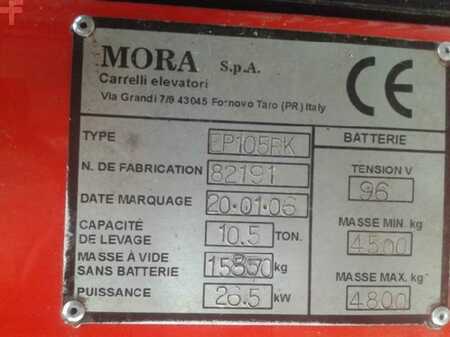 MORA S.p.A.
Carrelli elevatori
Via Grandi 7/9 43045 Fornovo Taro (PR) Italy
CE
TYPE EP105RK
N. DE FABRICATION 82191
DATE MARQUAGE 20·01·06
CAPACITÉ
DE LEVAGE 10.5 TON.
MASSE À VIDE
SANS BATTERIE kg
PUISSANCE 26.5 kW
BATTERIE
TENSION V
96
MASSE MIN. kg
4500
MASSE MAX. kg
4800